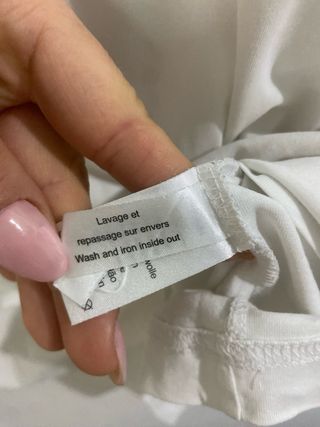 Lavage et
repassage sur envers
Wash and iron inside out